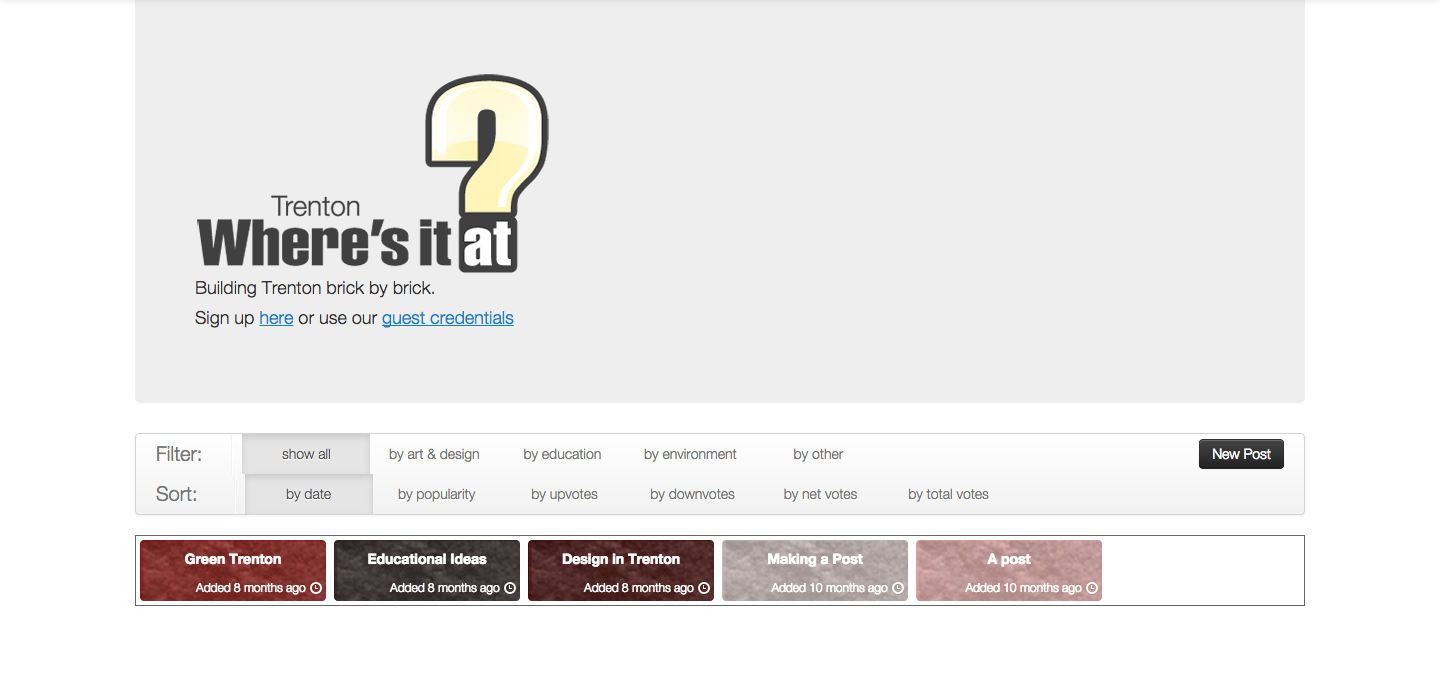 ?
Trenton
Where's it at
Building Trenton brick by brick.
Sign up here or use our guest credentials
Filter: show all by art & design by education by environment by other New Post
Sort: by date by popularity by upvotes by downvotes by net votes by total votes
Green Trenton Educational Ideas Design in Trenton Making a Post A post
Added 8 months ago Added 8 months ago Added 8 months ago Added 10 months ago Added 10 months ago